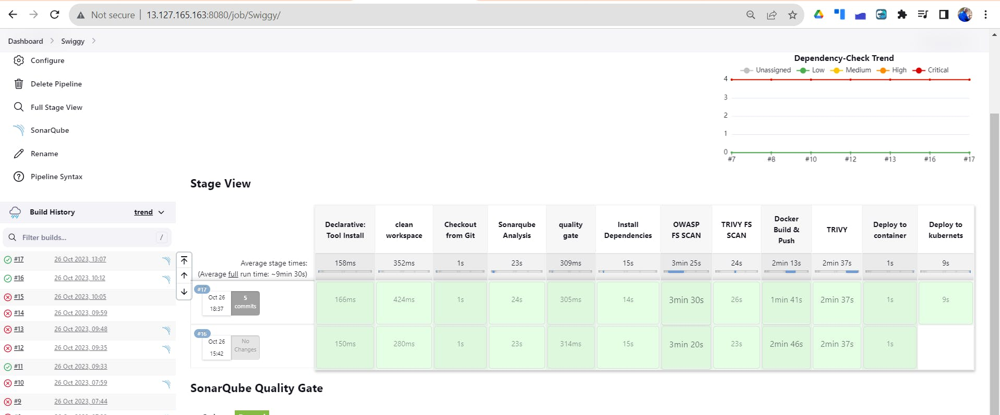 Not secure
13.127.165.163:8080/job/Swiggy/
Dashboard
Swiggy
Configure
Delete Pipeline
Full Stage View
SonarQube
Rename
Pipeline Syntax
Build History
trend
Filter builds...
/
#17 26 Oct 2023, 13:07
#16 26 Oct 2023, 10:12
#15 26 Oct 2023, 10:05
#14 26 Oct 2023, 09:59
#13 26 Oct 2023, 09:48
#12 26 Oct 2023, 09:35
#11 26 Oct 2023, 09:33
#10 26 Oct 2023, 07:59
#9 26 Oct 2023, 07:44
Dependency-Check Trend
Unassigned Low Medium High Critical
4
3
2
1
0
#7 #8 #10 #12 #13 #16 #17
Stage View
Declarative: Tool Install
clean workspace
Checkout from Git
Sonarqube Analysis
quality gate
Install Dependencies
OWASP FS SCAN
TRIVY FS SCAN
Docker Build & Push
TRIVY
Deploy to container
Deploy to kubernetes
Average stage times:
(Average full run time: ~9min 30s)
158ms 352ms 1s 23s 309ms 15s 3min 25s 24s 2min 13s 2min 37s 1s 9s
#17
Oct 26
18:37
5
commits
166ms 424ms 1s 24s 305ms 14s 3min 30s 26s 1min 41s 2min 37s 1s 9s
#16
Oct 26
15:42
No
Changes
150ms 280ms 1s 23s 314ms 15s 3min 20s 23s 2min 46s 2min 37s 1s
SonarQube Quality Gate